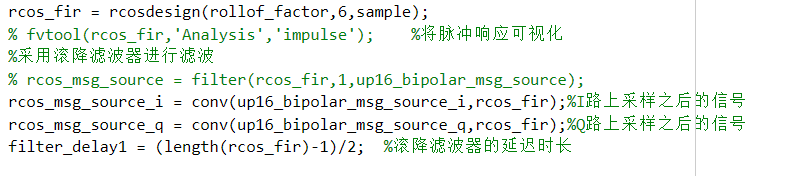 rcos_fir = rcosdesign(rollof_factor,6,sample);
% fvtool(rcos_fir,'Analysis','impulse');    %将脉冲响应可视化
%采用滚降滤波器进行滤波
% rcos_msg_source = filter(rcos_fir,1,up16_bipolar_msg_source);
rcos_msg_source_i = conv(up16_bipolar_msg_source_i,rcos_fir);%I路上采样之后的信号
rcos_msg_source_q = conv(up16_bipolar_msg_source_q,rcos_fir);%Q路上采样之后的信号
filter_delay1 = (length(rcos_fir)-1)/2;  %滚降滤波器的延迟时长